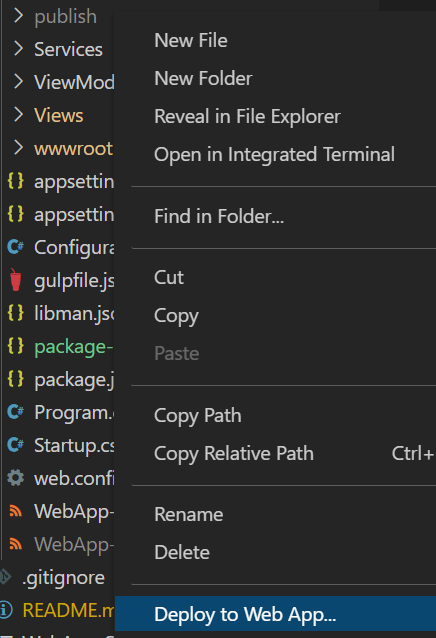 publish
Services
ViewMod
Views
wwwroot
appsettin
appsettin
Configura
gulpfile.js
libman.jso
package-
package.j
Program.
Startup.cs
web.confi
WebApp-
WebApp-
.gitignore
README.m
New File
New Folder
Reveal in File Explorer
Open in Integrated Terminal
Find in Folder...
Cut
Copy
Paste
Copy Path
Copy Relative Path Ctrl+
Rename
Delete
Deploy to Web App...